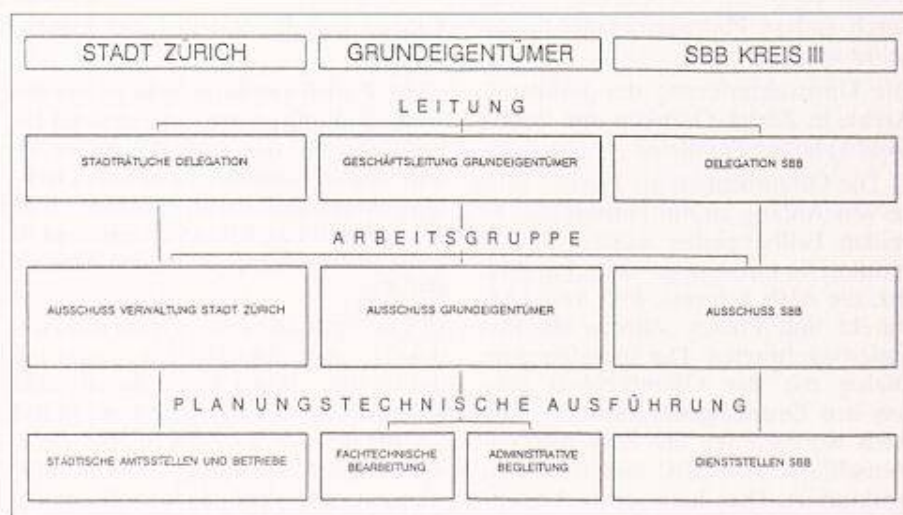 STADT ZÜRICH
GRUNDEIGENTÜMER
SBB KREIS III
LEITUNG
STADTRÄTLICHE DELEGATION
GESCHÄFTSLEITUNG GRUNDEIGENTÜMER
DELEGATION SBB
ARBEITSGRUPPE
AUSSCHUSS VERWALTUNG STADT ZÜRICH
AUSSCHUSS GRUNDEIGENTÜMER
AUSSCHUSS SBB
PLANUNGSTECHNISCHE AUSFÜHRUNG
STÄDTISCHE AMTSSTELLEN UND BETRIEBE
FACHTECHNISCHE
BEARBEITUNG
ADMINISTRATIVE
BEGLEITUNG
DIENSTSTELLEN SBB